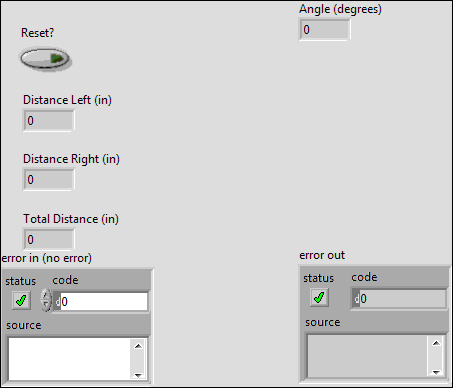 Angle (degrees)
0
Reset?
Distance Left (in)
0
Distance Right (in)
0
Total Distance (in)
0
error in (no error)
status code
d0
source
error out
status code
d0
source